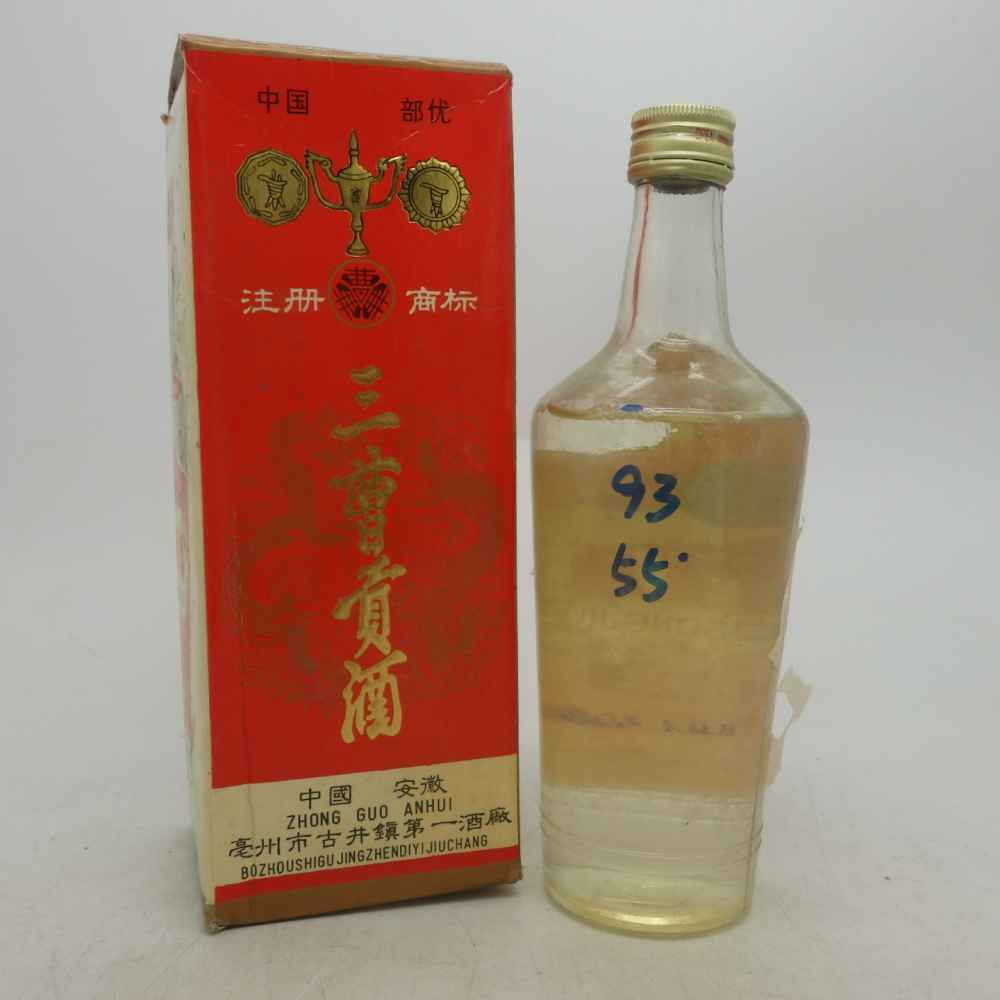 中国 部优
注册 商标
三曹贡酒
中國 安徽
ZHONG GUO ANHUI
亳州市古井鎮第一酒廠
BOZHOUSHIGUJINGZHENDIYIJIUCHANG
93
55°